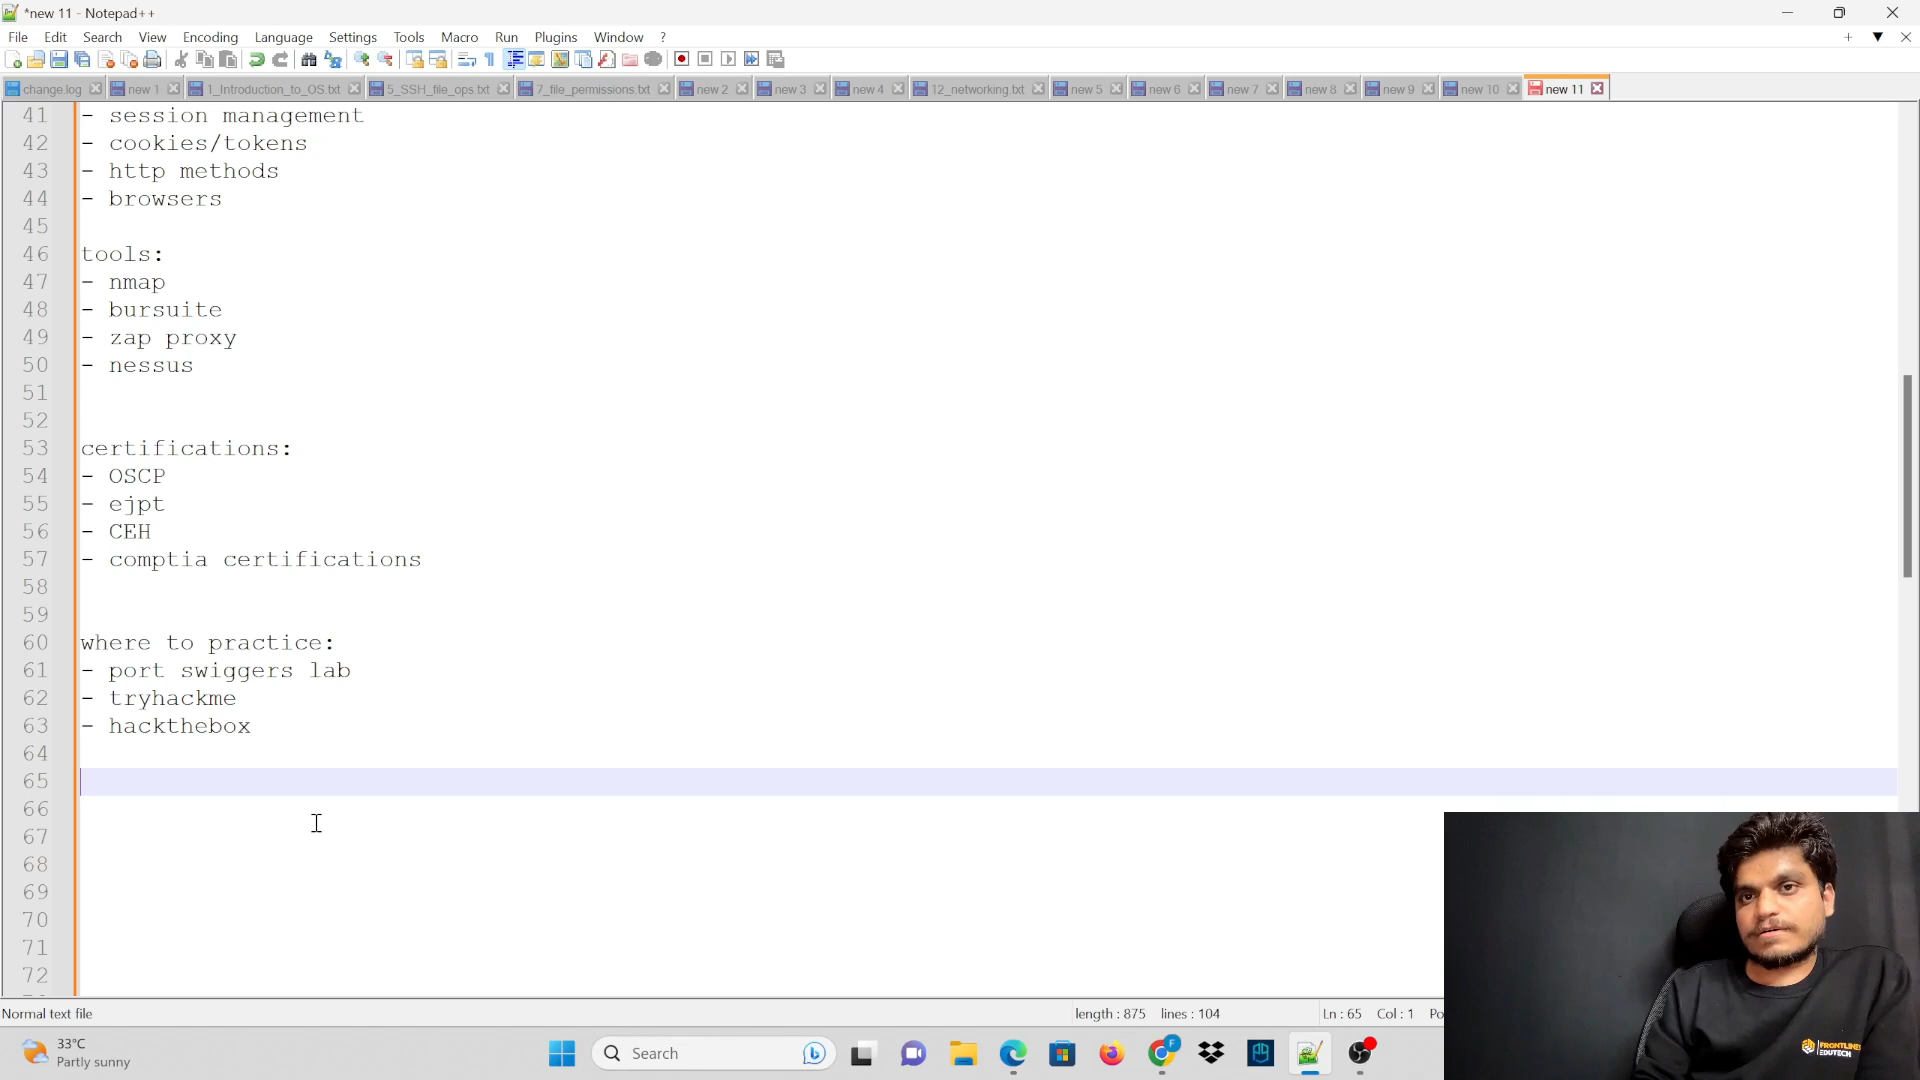 *new 11 - Notepad++
File Edit Search View Encoding Language Settings Tools Macro Run Plugins Window ?
change.log new 1 1_Introduction_to_OS.txt 5_SSH_file_ops.txt 7_file_permissions.txt new 2 new 3 new 4 12_networking.txt new 5 new 6 new 7 new 8 new 9 new 10 new 11
41 - session management
42 - cookies/tokens
43 - http methods
44 - browsers
45
46 tools:
47 - nmap
48 - bursuite
49 - zap proxy
50 - nessus
51
52
53 certifications:
54 - OSCP
55 - ejpt
56 - CEH
57 - comptia certifications
58
59
60 where to practice:
61 - port swiggers lab
62 - tryhackme
63 - hackthebox
64
65
66
67
68
69
70
71
72
Normal text file length : 875 lines : 104 Ln : 65 Col : 1 Po
33°C
Partly sunny
Search
FRONTLINES
EDUTECH